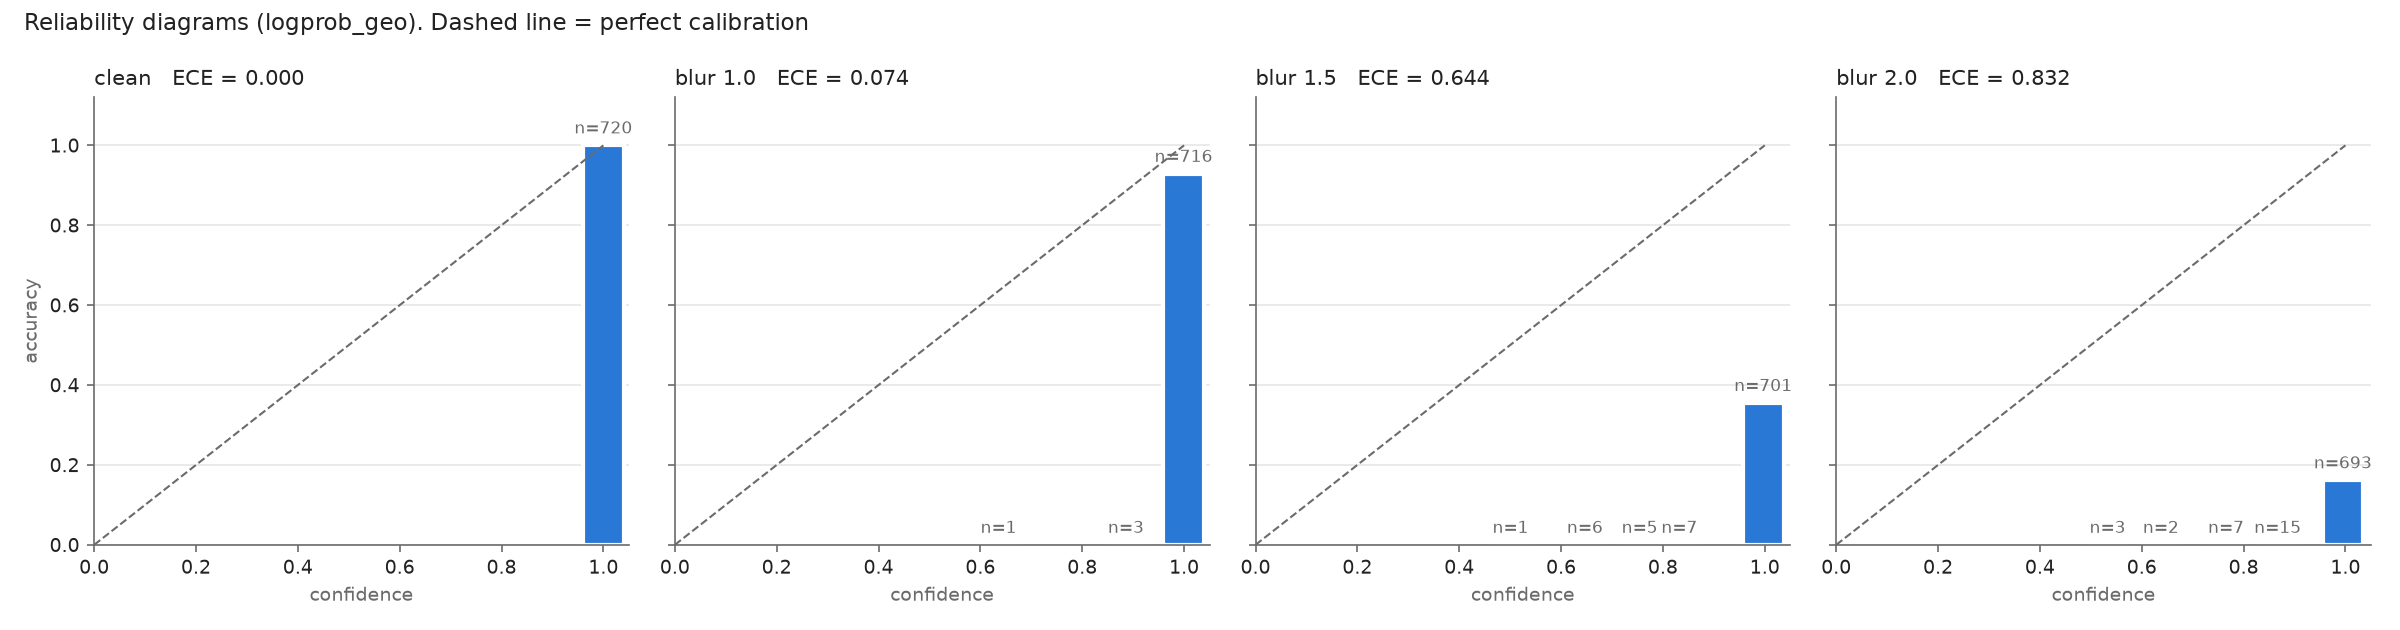 Reliability diagrams (logprob_geo). Dashed line = perfect calibration
clean ECE = 0.000
blur 1.0 ECE = 0.074
blur 1.5 ECE = 0.644
blur 2.0 ECE = 0.832
accuracy
1.0
0.8
0.6
0.4
0.2
0.0
n=720
0.0 0.2 0.4 0.6 0.8 1.0
confidence
n=716
n=1 n=3
0.0 0.2 0.4 0.6 0.8 1.0
confidence
n=701
n=1 n=6 n=5 n=7
0.0 0.2 0.4 0.6 0.8 1.0
confidence
n=693
n=3 n=2 n=7 n=15
0.0 0.2 0.4 0.6 0.8 1.0
confidence